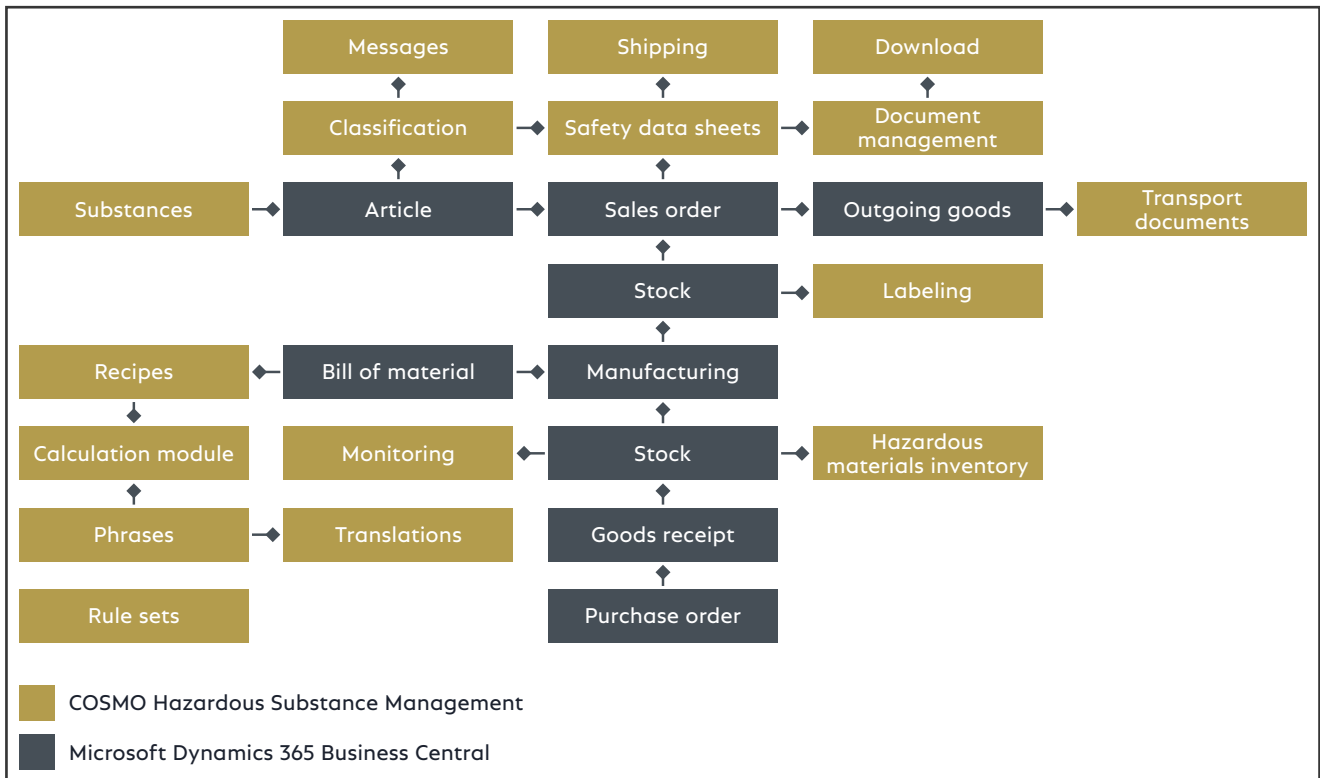 Messages
Shipping
Download
Classification
Safety data sheets
Document
management
Substances
Article
Sales order
Outgoing goods
Transport
documents
Stock
Labeling
Recipes
Bill of material
Manufacturing
Calculation module
Monitoring
Stock
Hazardous
materials inventory
Phrases
Translations
Goods receipt
Rule sets
Purchase order
COSMO Hazardous Substance Management
Microsoft Dynamics 365 Business Central